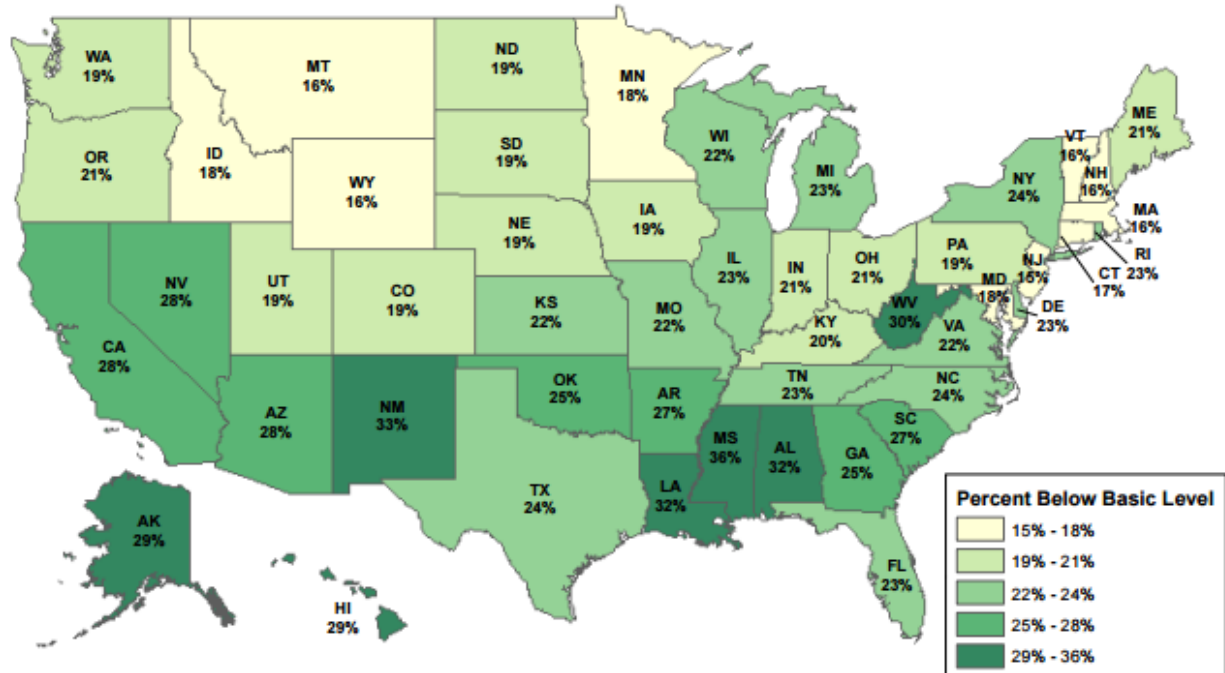 WA
19%
MT
16%
ND
19%
MN
18%
ME
21%
VT
16%
NH
16%
OR
21%
ID
18%
SD
19%
WI
22%
MI
23%
NY
24%
WY
16%
MA
16%
RI
23%
CT
17%
NE
19%
IA
19%
PA
19%
NJ
15%
NV
28%
UT
19%
CO
19%
IL
23%
IN
21%
OH
21%
MD
18%
DE
23%
KS
22%
MO
22%
WV
30%
KY
20%
VA
22%
CA
28%
TN
23%
NC
24%
AZ
28%
NM
33%
OK
25%
AR
27%
SC
27%
MS
36%
AL
32%
GA
25%
TX
24%
LA
32%
AK
29%
FL
23%
HI
29%
Percent Below Basic Level
15% - 18%
19% - 21%
22% - 24%
25% - 28%
29% - 36%